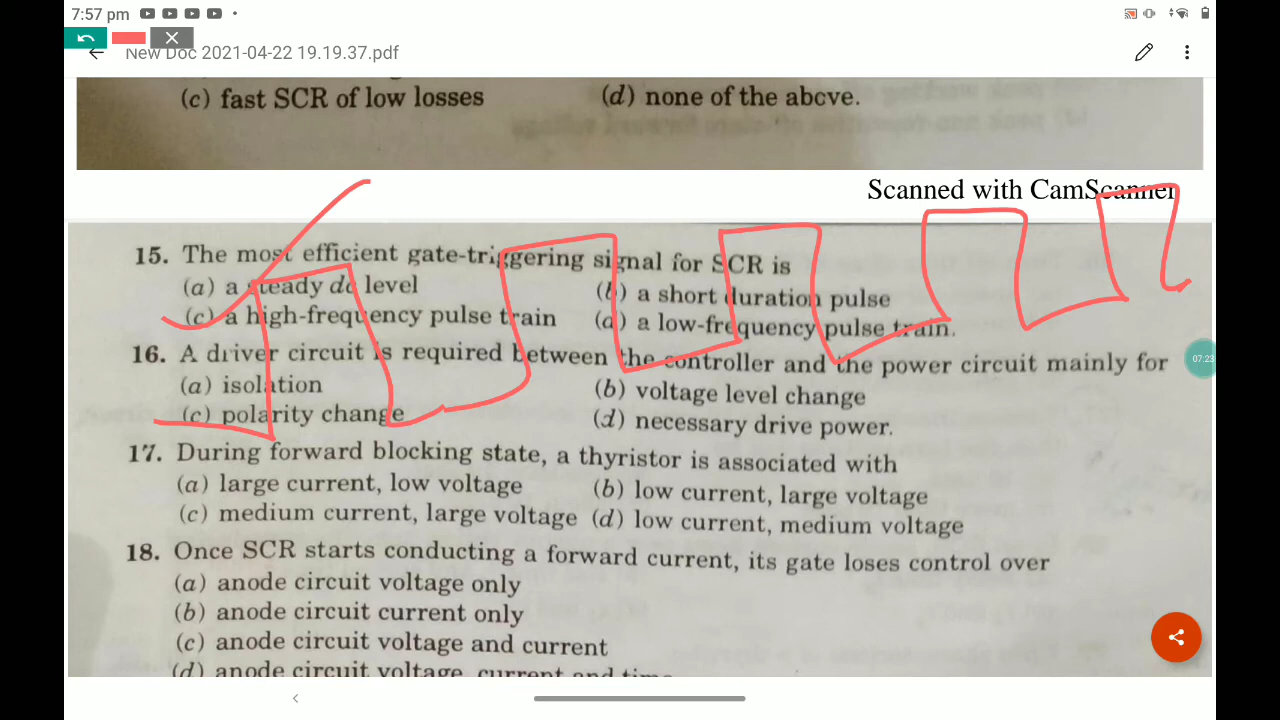 7:57 pm
New Doc 2021-04-22 19.19.37.pdf
(c) fast SCR of low losses (d) none of the above.
Scanned with CamScanner
15. The most efficient gate-triggering signal for SCR is
(a) a steady dc level (b) a short duration pulse
(c) a high-frequency pulse train (d) a low-frequency pulse train.
16. A driver circuit is required between the controller and the power circuit mainly for
(a) isolation (b) voltage level change
(c) polarity change (d) necessary drive power.
07:23
17. During forward blocking state, a thyristor is associated with
(a) large current, low voltage (b) low current, large voltage
(c) medium current, large voltage (d) low current, medium voltage
18. Once SCR starts conducting a forward current, its gate loses control over
(a) anode circuit voltage only
(b) anode circuit current only
(c) anode circuit voltage and current
(d) anode circuit voltage, current and time